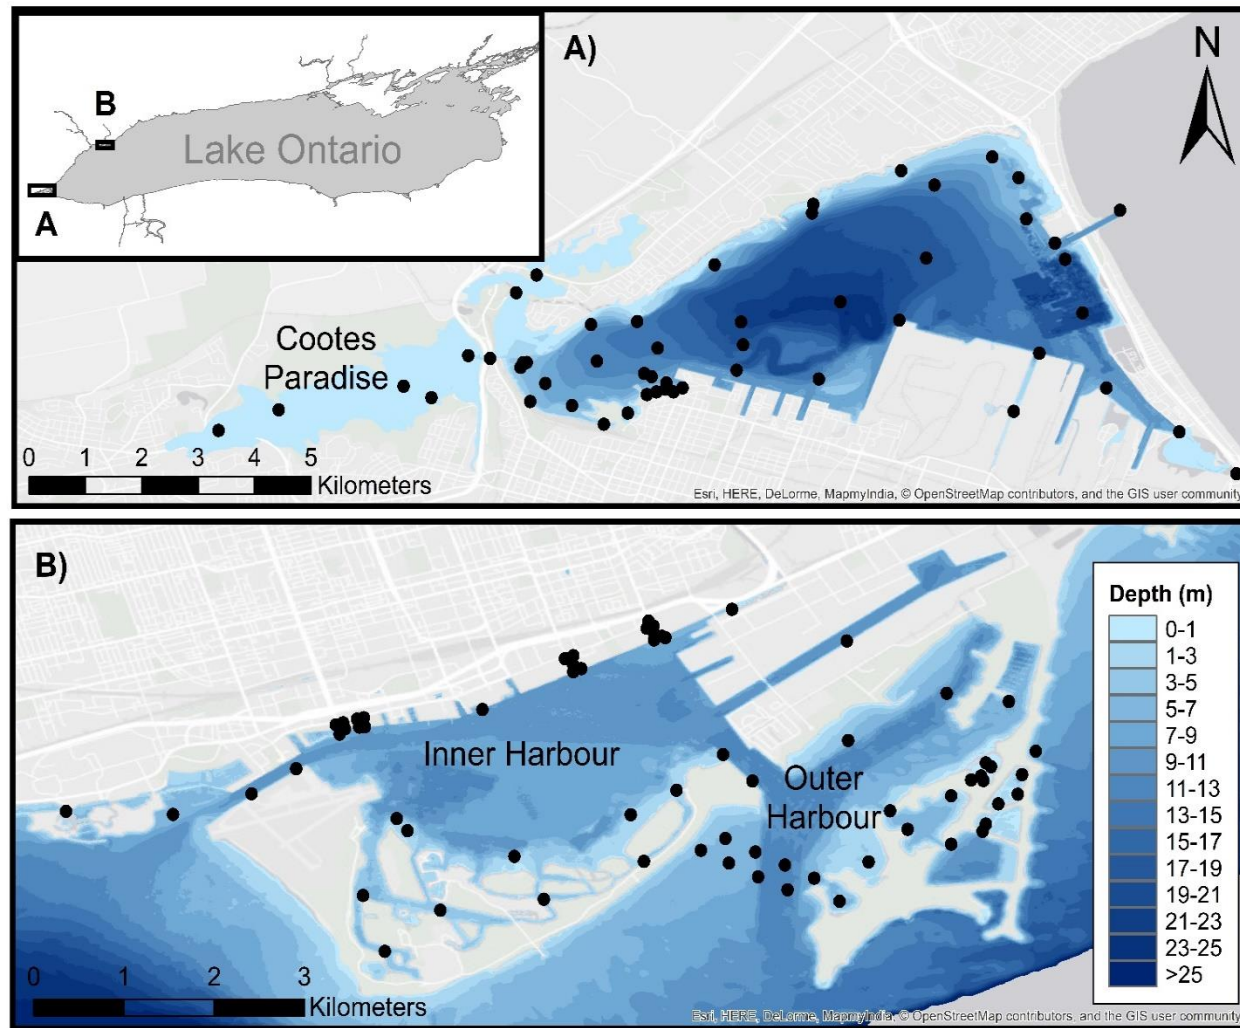 A)
N
B
Lake Ontario
A
Cootes
Paradise
0 1 2 3 4 5
Kilometers
Esri, HERE, DeLorme, MapmyIndia, © OpenStreetMap contributors, and the GIS user community
B)
Depth (m)
0-1
1-3
3-5
5-7
7-9
9-11
11-13
13-15
15-17
17-19
19-21
21-23
23-25
>25
Inner Harbour
Outer
Harbour
0 1 2 3
Kilometers
Esri, HERE, DeLorme, MapmyIndia, © OpenStreetMap contributors, and the GIS user community